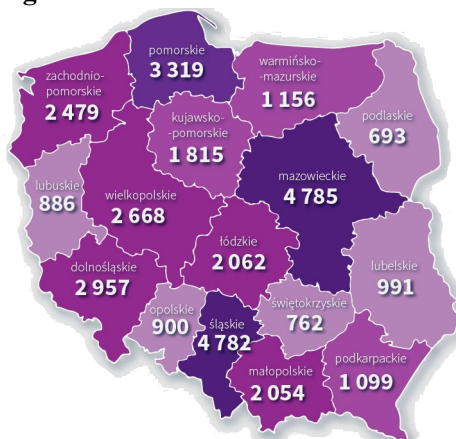 pomorskie
3 319
zachodnio-
pomorskie
2 479
warmińsko-
-mazurskie
1 156
podlaskie
693
kujawsko-
-pomorskie
1 815
mazowieckie
4 785
lubuskie
886
wielkopolskie
2 668
łódzkie
2 062
lubelskie
991
dolnośląskie
2 957
opolskie
900
śląskie
4 782
świętokrzyskie
762
małopolskie
2 054
podkarpackie
1 099